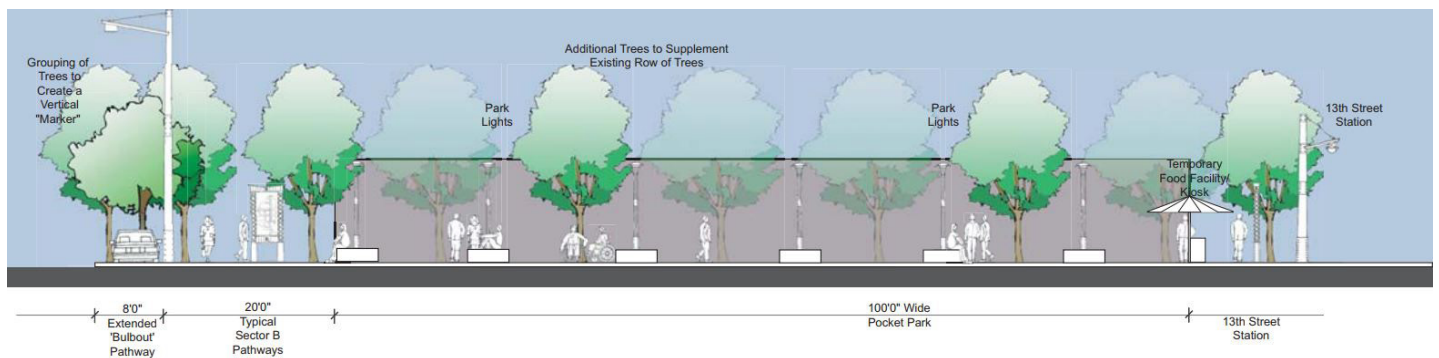 Grouping of
Trees to
Create a
Vertical
"Marker"
Additional Trees to Supplement
Existing Row of Trees
Park
Lights
Park
Lights
13th Street
Station
Temporary
Food Facility/
Kiosk
8'0"
Extended
'Bulbout'
Pathway
20'0"
Typical
Sector B
Pathways
100'0" Wide
Pocket Park
13th Street
Station